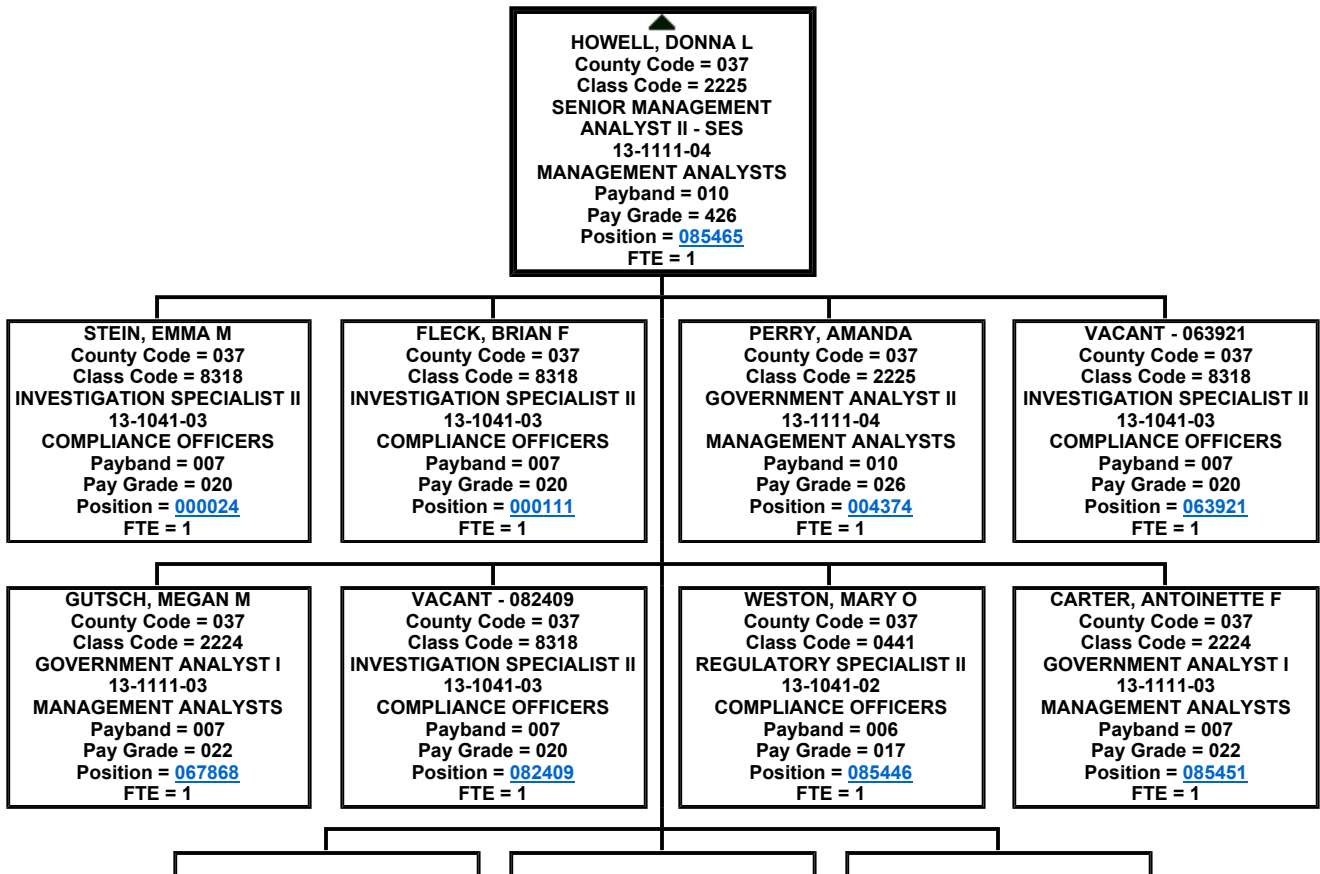 HOWELL, DONNA L
County Code = 037
Class Code = 2225
SENIOR MANAGEMENT
ANALYST II - SES
13-1111-04
MANAGEMENT ANALYSTS
Payband = 010
Pay Grade = 426
Position = 085465
FTE = 1
STEIN, EMMA M
County Code = 037
Class Code = 8318
INVESTIGATION SPECIALIST II
13-1041-03
COMPLIANCE OFFICERS
Payband = 007
Pay Grade = 020
Position = 000024
FTE = 1
FLECK, BRIAN F
County Code = 037
Class Code = 8318
INVESTIGATION SPECIALIST II
13-1041-03
COMPLIANCE OFFICERS
Payband = 007
Pay Grade = 020
Position = 000111
FTE = 1
PERRY, AMANDA
County Code = 037
Class Code = 2225
GOVERNMENT ANALYST II
13-1111-04
MANAGEMENT ANALYSTS
Payband = 010
Pay Grade = 026
Position = 004374
FTE = 1
VACANT - 063921
County Code = 037
Class Code = 8318
INVESTIGATION SPECIALIST II
13-1041-03
COMPLIANCE OFFICERS
Payband = 007
Pay Grade = 020
Position = 063921
FTE = 1
GUTSCH, MEGAN M
County Code = 037
Class Code = 2224
GOVERNMENT ANALYST I
13-1111-03
MANAGEMENT ANALYSTS
Payband = 007
Pay Grade = 022
Position = 067868
FTE = 1
VACANT - 082409
County Code = 037
Class Code = 8318
INVESTIGATION SPECIALIST II
13-1041-03
COMPLIANCE OFFICERS
Payband = 007
Pay Grade = 020
Position = 082409
FTE = 1
WESTON, MARY O
County Code = 037
Class Code = 0441
REGULATORY SPECIALIST II
13-1041-02
COMPLIANCE OFFICERS
Payband = 006
Pay Grade = 017
Position = 085446
FTE = 1
CARTER, ANTOINETTE F
County Code = 037
Class Code = 2224
GOVERNMENT ANALYST I
13-1111-03
MANAGEMENT ANALYSTS
Payband = 007
Pay Grade = 022
Position = 085451
FTE = 1